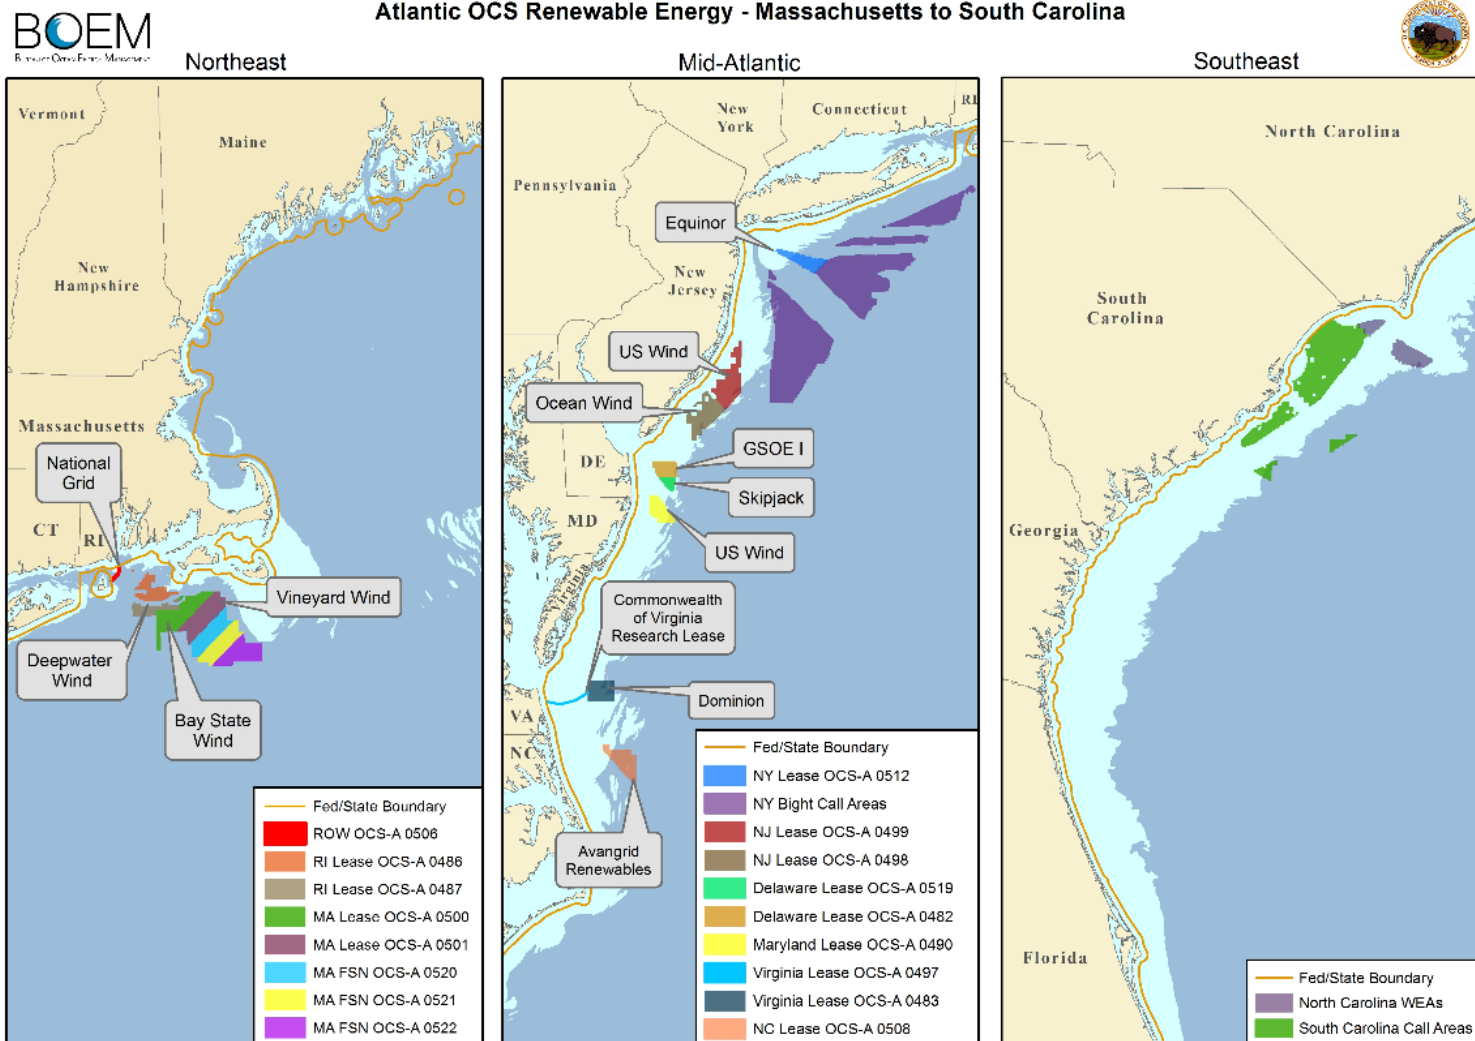 Atlantic OCS Renewable Energy - Massachusetts to South Carolina
BOEM
BUREAU OF OCEAN ENERGY MANAGEMENT
Northeast
Mid-Atlantic
Southeast
Vermont
Maine
New
Hampshire
Massachusetts
National
Grid
CT
RI
Vineyard Wind
Deepwater
Wind
Bay State
Wind
Fed/State Boundary
ROW OCS-A 0506
RI Lease OCS-A 0486
RI Lease OCS-A 0487
MA Lease OCS-A 0500
MA Lease OCS-A 0501
MA FSN OCS-A 0520
MA FSN OCS-A 0521
MA FSN OCS-A 0522
New
York
Connecticut
RI
Pennsylvania
Equinor
New
Jersey
US Wind
Ocean Wind
GSOE I
DE
Skipjack
MD
US Wind
Virginia
Commonwealth
of Virginia
Research Lease
Dominion
VA
NC
Avangrid
Renewables
Fed/State Boundary
NY Lease OCS-A 0512
NY Bight Call Areas
NJ Lease OCS-A 0499
NJ Lease OCS-A 0498
Delaware Lease OCS-A 0519
Delaware Lease OCS-A 0482
Maryland Lease OCS-A 0490
Virginia Lease OCS-A 0497
Virginia Lease OCS-A 0483
NC Lease OCS-A 0508
North Carolina
South
Carolina
Georgia
Florida
Fed/State Boundary
North Carolina WEAs
South Carolina Call Areas